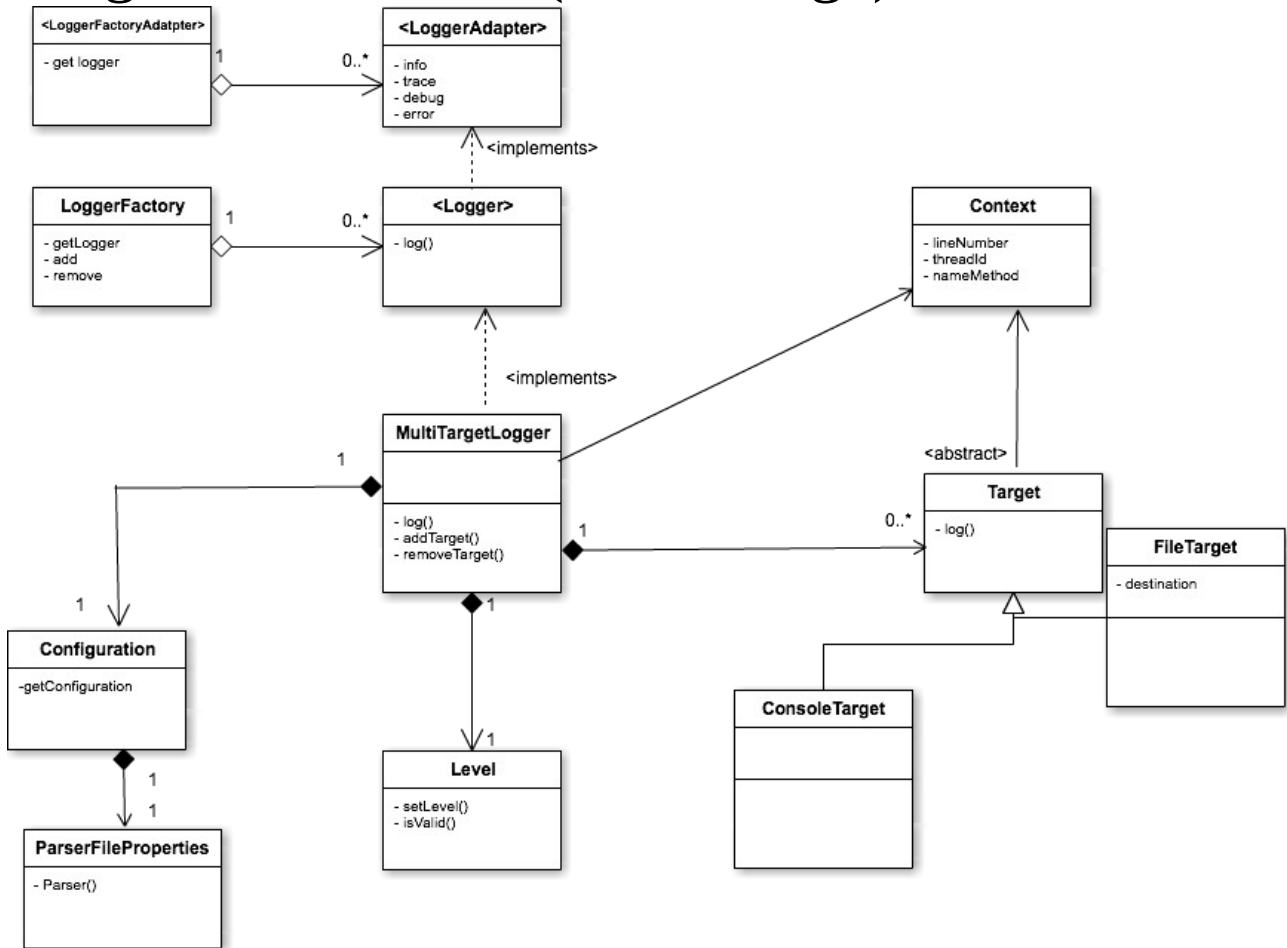 <LoggerFactoryAdatpter>
- get logger
1
0..*
<LoggerAdapter>
- info
- trace
- debug
- error
<implements>
LoggerFactory
- getLogger
- add
- remove
1
0..*
<Logger>
- log()
Context
- lineNumber
- threadId
- nameMethod
<implements>
MultiTargetLogger
- log()
- addTarget()
- removeTarget()
1
1
0..*
<abstract>
Target
- log()
FileTarget
- destination
1
1
Configuration
-getConfiguration
1
1
ConsoleTarget
Level
- setLevel()
- isValid()
1
ParserFileProperties
- Parser()